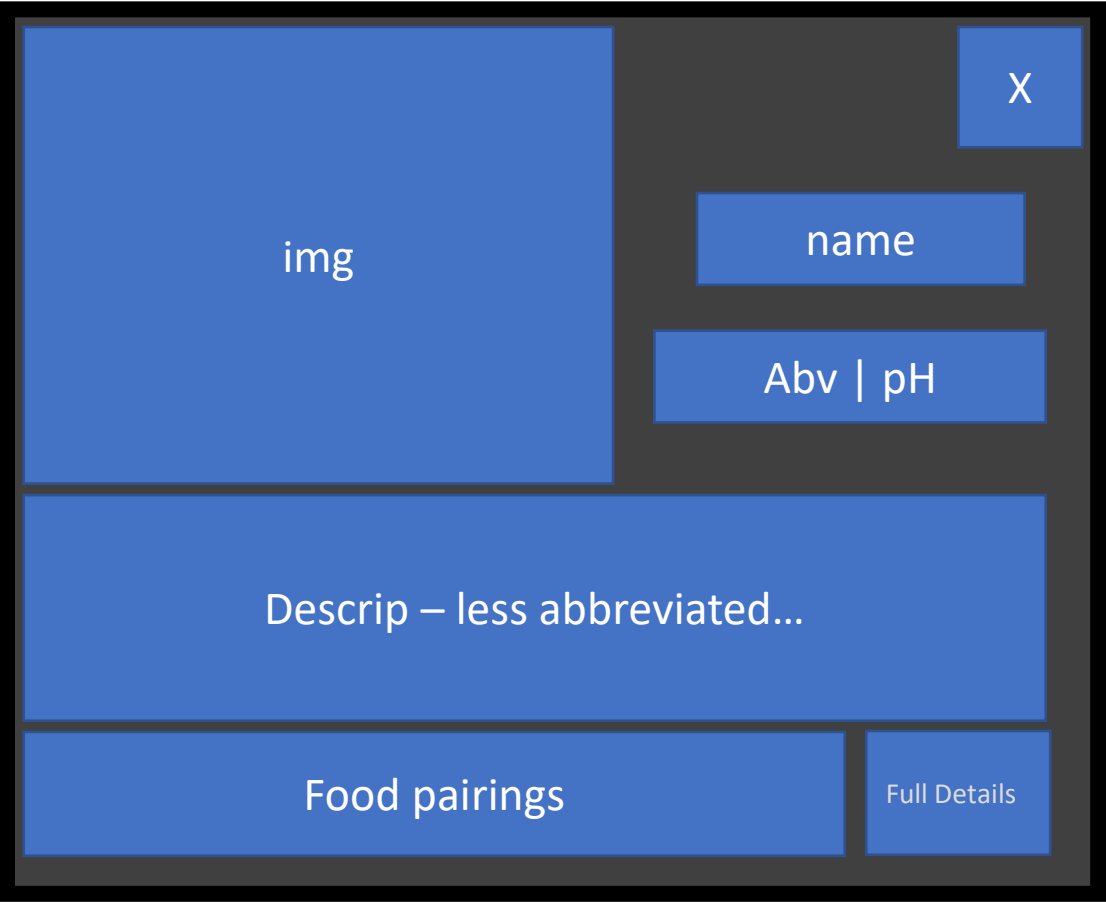 X
img
name
Abv | pH
Descrip – less abbreviated...
Food pairings
Full Details